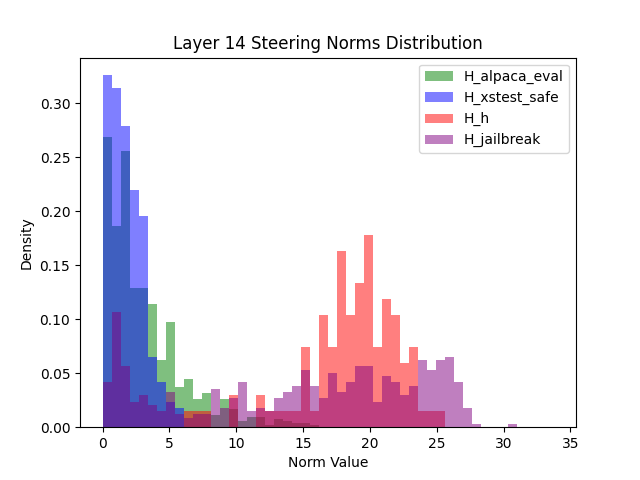 Layer 14 Steering Norms Distribution
H_alpaca_eval
H_xstest_safe
H_h
H_jailbreak
Density
0.30
0.25
0.20
0.15
0.10
0.05
0.00
0 5 10 15 20 25 30 35
Norm Value